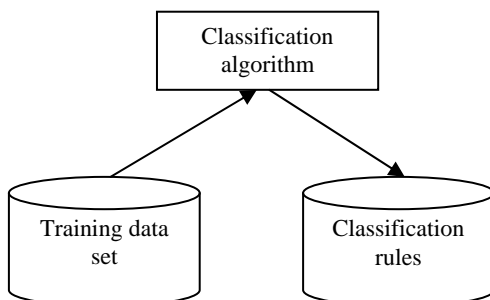 Classification
algorithm
Training data
set
Classification
rules